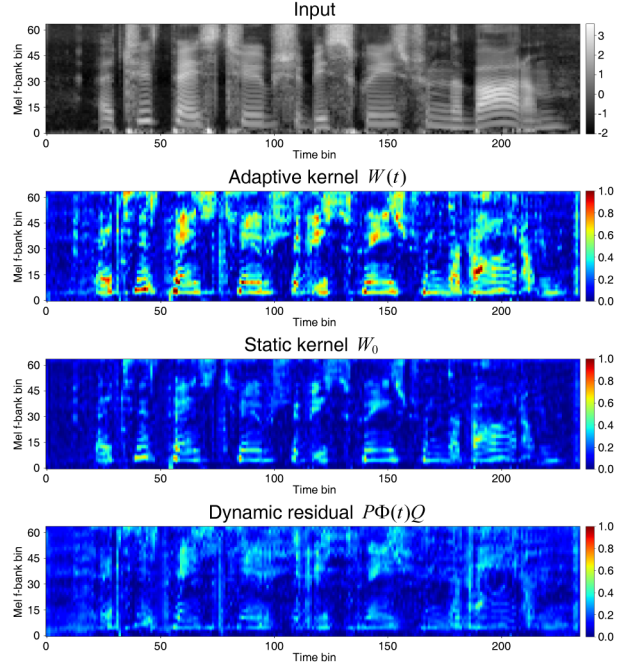 Input
Mel f-bank bin
60
45
30
15
0
3
2
1
0
-1
-2
0 50 100 150 200
Time bin
Adaptive kernel W(t)
Mel f-bank bin
60
45
30
15
0
1.0
0.8
0.6
0.4
0.2
0.0
0 50 100 150 200
Time bin
Static kernel W₀
Mel f-bank bin
60
45
30
15
0
1.0
0.8
0.6
0.4
0.2
0.0
0 50 100 150 200
Time bin
Dynamic residual PΦ(t)Q
Mel f-bank bin
60
45
30
15
0
1.0
0.8
0.6
0.4
0.2
0.0
0 50 100 150 200
Time bin